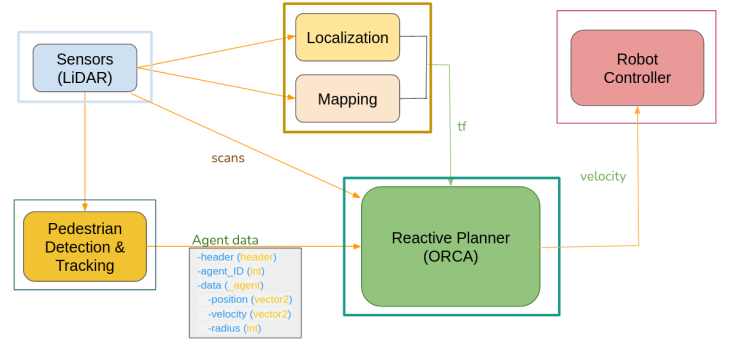 Sensors
(LiDAR)
Localization
Mapping
Robot
Controller
tf
scans
velocity
Pedestrian
Detection &
Tracking
Agent data
-header (header)
-agent_ID (int)
-data (_agent)
-position (vector2)
-velocity (vector2)
-radius (int)
Reactive Planner
(ORCA)